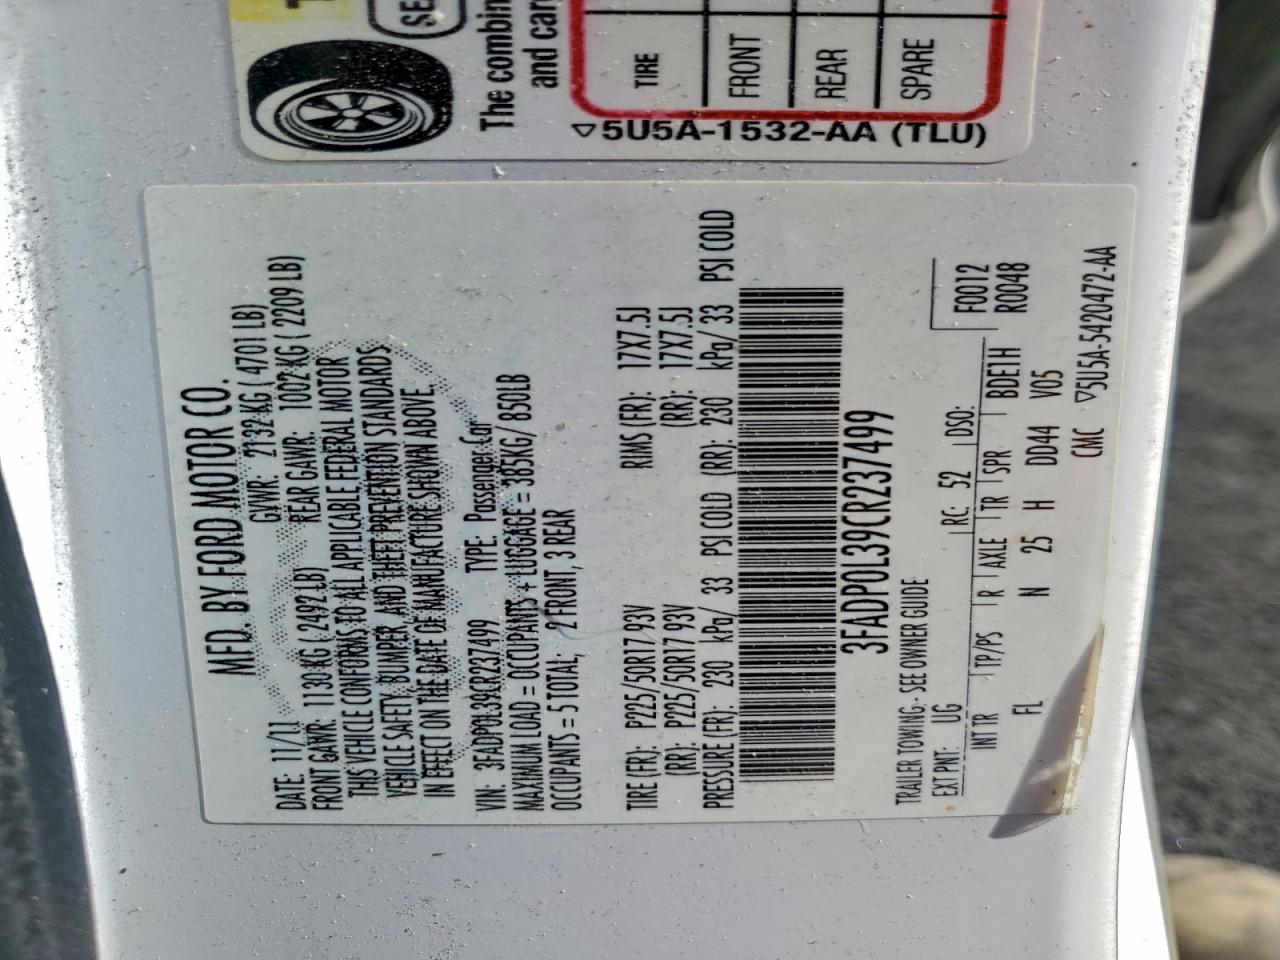 The combin
and car
TIRE
FRONT
REAR
SPARE
5U5A-1532-AA (TLU)
MFD. BY FORD MOTOR CO.
DATE: 11/11 GVWR: 2132 KG ( 4701 LB)
FRONT GAWR: 1130 KG ( 2492 LB) REAR GAWR: 1002 KG ( 2209 LB)
THIS VEHICLE CONFORMS TO ALL APPLICABLE FEDERAL MOTOR
VEHICLE SAFETY, BUMPER, AND THEFT PREVENTION STANDARDS
IN EFFECT ON THE DATE OF MANUFACTURE SHOWN ABOVE.
VIN: 3FADP0L39CR237499 TYPE: Passenger Car
MAXIMUM LOAD = OCCUPANTS + LUGGAGE = 385KG/ 850LB
OCCUPANTS = 5 TOTAL, 2 FRONT, 3 REAR
TIRE (FR): P225/50R17 93V RIMS (FR): 17X7.5J
(RR): P225/50R17 93V (RR): 17X7.5J
PRESSURE (FR): 230 kPa/ 33 PSI COLD (RR): 230 kPa/ 33 PSI COLD
3FADP0L39CR237499
TRAILER TOWING - SEE OWNER GUIDE
EXT PNT: UG RC: 52 DSO: F0012
INT TR TP/PS R AXLE TR SPR BDEIH R0048
FL N 25 H DD44 V05
CMC 5U5A-5420472-AA